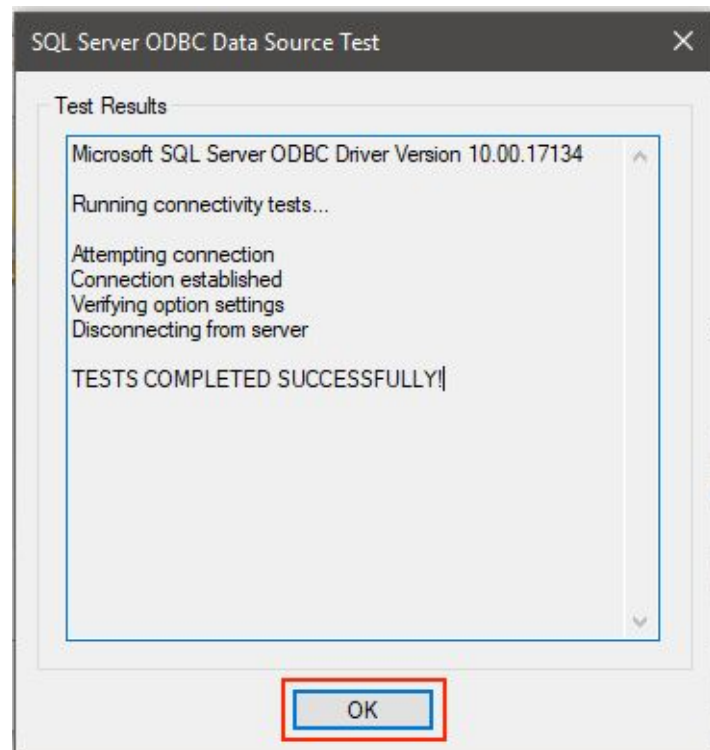 SQL Server ODBC Data Source Test
Test Results
Microsoft SQL Server ODBC Driver Version 10.00.17134
Running connectivity tests...
Attempting connection
Connection established
Verifying option settings
Disconnecting from server
TESTS COMPLETED SUCCESSFULLY!
OK